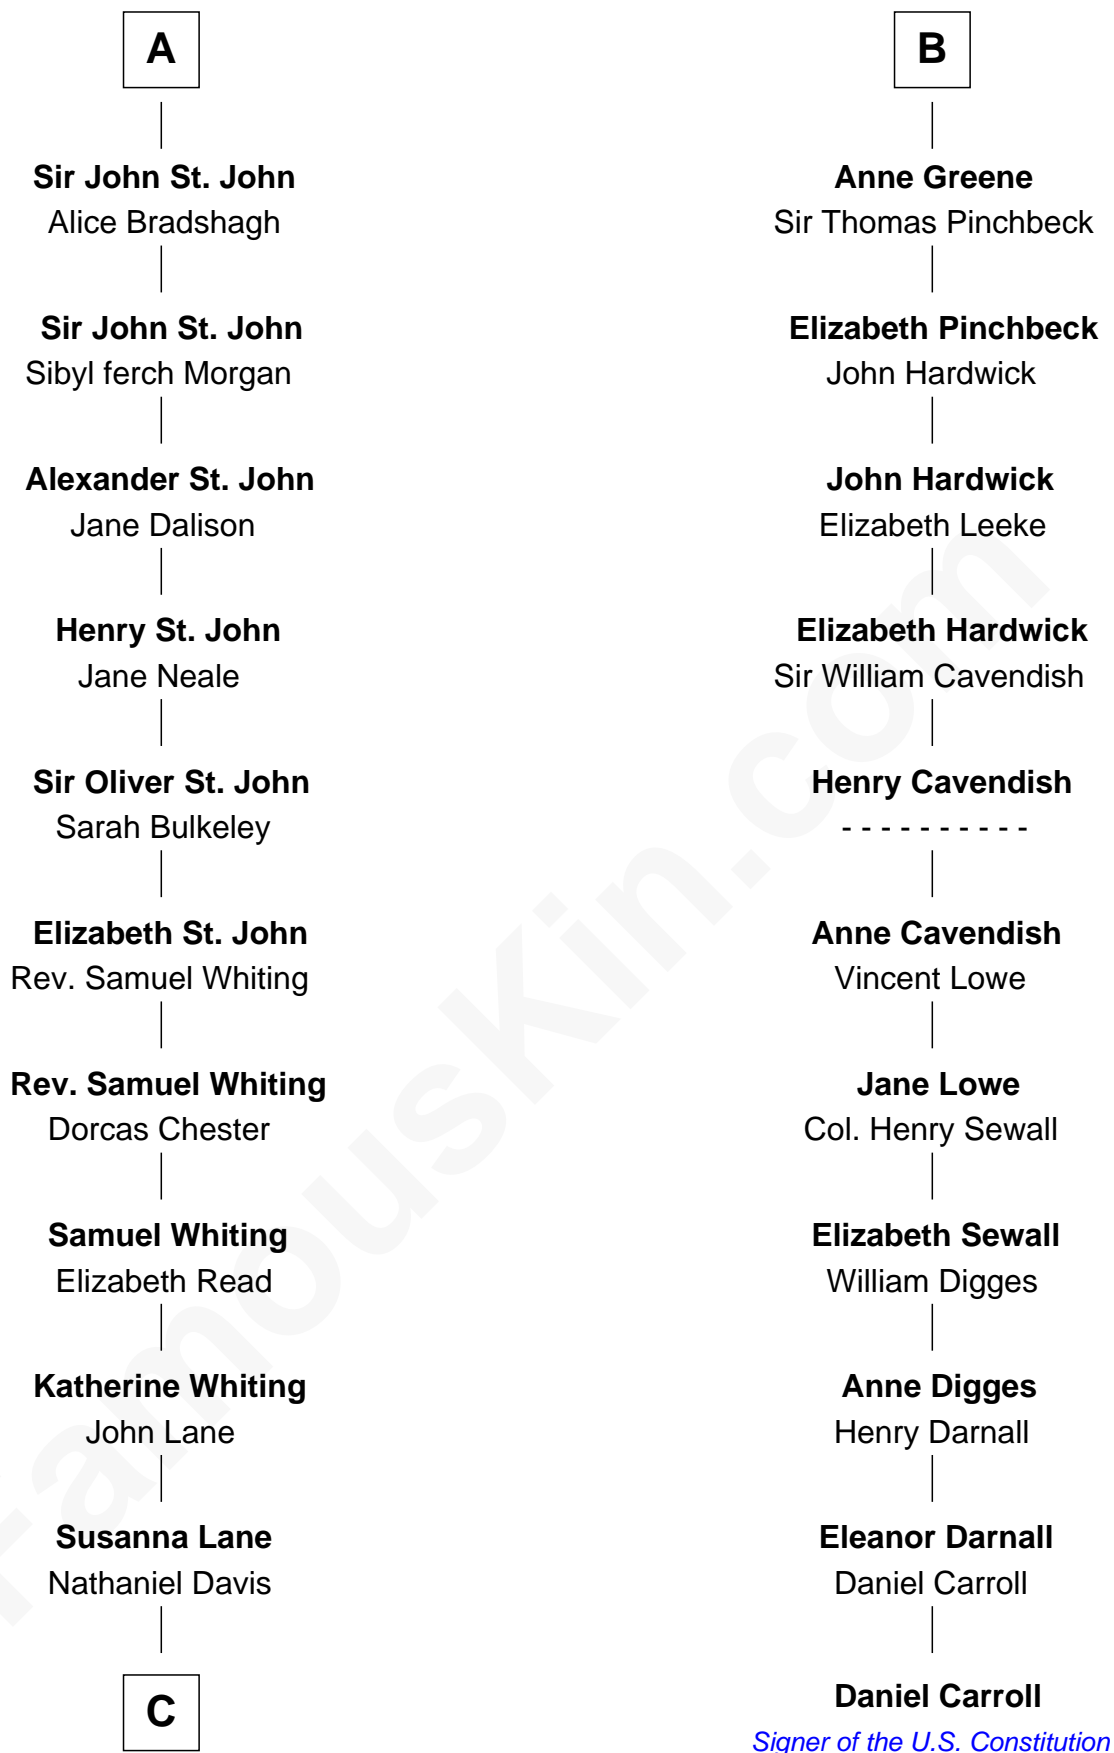 A
Sir John St. John
Alice Bradshagh
Sir John St. John
Sibyl ferch Morgan
Alexander St. John
Jane Dalison
Henry St. John
Jane Neale
Sir Oliver St. John
Sarah Bulkeley
Elizabeth St. John
Rev. Samuel Whiting
Rev. Samuel Whiting
Dorcas Chester
Samuel Whiting
Elizabeth Read
Katherine Whiting
John Lane
Susanna Lane
Nathaniel Davis
C
B
Anne Greene
Sir Thomas Pinchbeck
Elizabeth Pinchbeck
John Hardwick
John Hardwick
Elizabeth Leeke
Elizabeth Hardwick
Sir William Cavendish
Henry Cavendish
- - - - - - - - - -
Anne Cavendish
Vincent Lowe
Jane Lowe
Col. Henry Sewall
Elizabeth Sewall
William Digges
Anne Digges
Henry Darnall
Eleanor Darnall
Daniel Carroll
Daniel Carroll
Signer of the U.S. Constitution
FamousKin.com